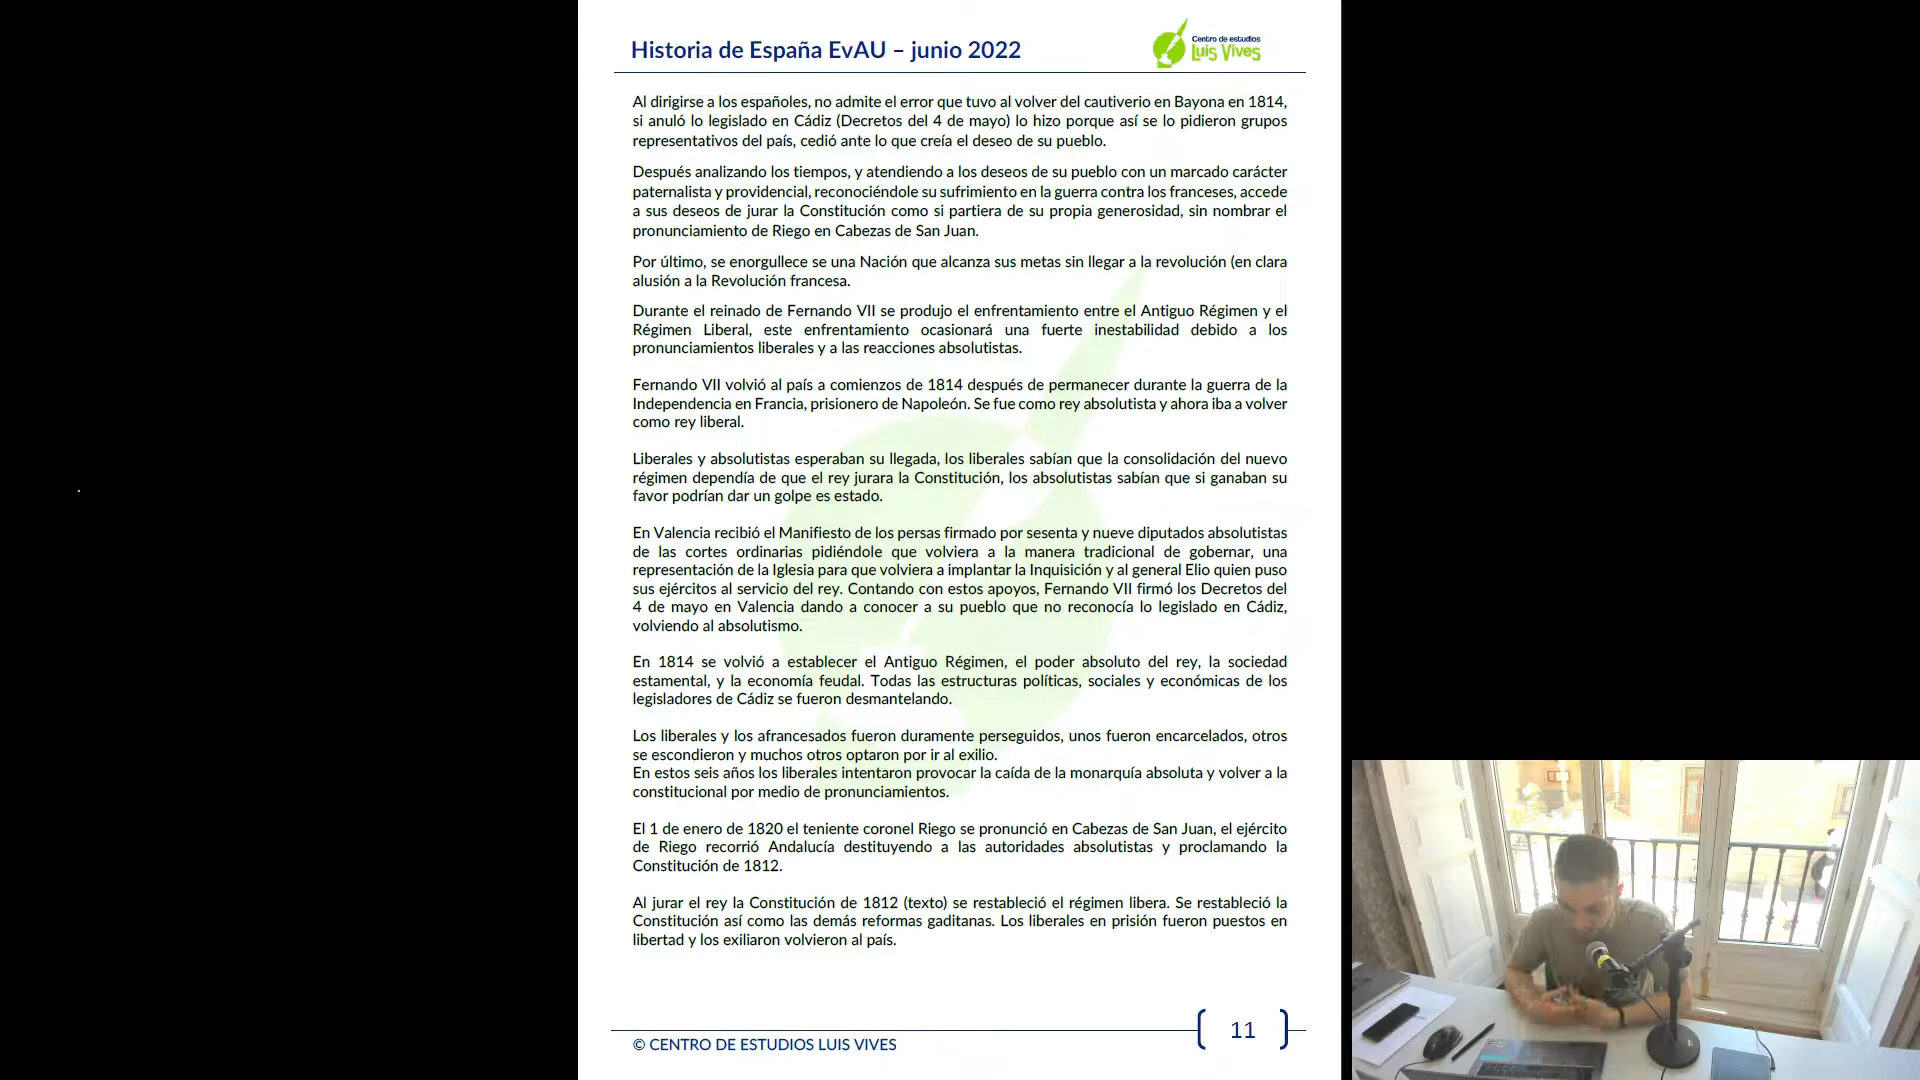 Historia de España EvAU – junio 2022
Centro de estudios
Luis Vives
Al dirigirse a los españoles, no admite el error que tuvo al volver del cautiverio en Bayona en 1814,
si anuló lo legislado en Cádiz (Decretos del 4 de mayo) lo hizo porque así se lo pidieron grupos
representativos del país, cedió ante lo que creía el deseo de su pueblo.
Después analizando los tiempos, y atendiendo a los deseos de su pueblo con un marcado carácter
paternalista y providencial, reconociéndole su sufrimiento en la guerra contra los franceses, accede
a sus deseos de jurar la Constitución como si partiera de su propia generosidad, sin nombrar el
pronunciamiento de Riego en Cabezas de San Juan.
Por último, se enorgullece se una Nación que alcanza sus metas sin llegar a la revolución (en clara
alusión a la Revolución francesa.
Durante el reinado de Fernando VII se produjo el enfrentamiento entre el Antiguo Régimen y el
Régimen Liberal, este enfrentamiento ocasionará una fuerte inestabilidad debido a los
pronunciamientos liberales y a las reacciones absolutistas.
Fernando VII volvió al país a comienzos de 1814 después de permanecer durante la guerra de la
Independencia en Francia, prisionero de Napoleón. Se fue como rey absolutista y ahora iba a volver
como rey liberal.
Liberales y absolutistas esperaban su llegada, los liberales sabían que la consolidación del nuevo
régimen dependía de que el rey jurara la Constitución, los absolutistas sabían que si ganaban su
favor podrían dar un golpe es estado.
En Valencia recibió el Manifiesto de los persas firmado por sesenta y nueve diputados absolutistas
de las cortes ordinarias pidiéndole que volviera a la manera tradicional de gobernar, una
representación de la Iglesia para que volviera a implantar la Inquisición y al general Elio quien puso
sus ejércitos al servicio del rey. Contando con estos apoyos, Fernando VII firmó los Decretos del
4 de mayo en Valencia dando a conocer a su pueblo que no reconocía lo legislado en Cádiz,
volviendo al absolutismo.
En 1814 se volvió a establecer el Antiguo Régimen, el poder absoluto del rey, la sociedad
estamental, y la economía feudal. Todas las estructuras políticas, sociales y económicas de los
legisladores de Cádiz se fueron desmantelando.
Los liberales y los afrancesados fueron duramente perseguidos, unos fueron encarcelados, otros
se escondieron y muchos otros optaron por ir al exilio.
En estos seis años los liberales intentaron provocar la caída de la monarquía absoluta y volver a la
constitucional por medio de pronunciamientos.
El 1 de enero de 1820 el teniente coronel Riego se pronunció en Cabezas de San Juan, el ejército
de Riego recorrió Andalucía destituyendo a las autoridades absolutistas y proclamando la
Constitución de 1812.
Al jurar el rey la Constitución de 1812 (texto) se restableció el régimen libera. Se restableció la
Constitución así como las demás reformas gaditanas. Los liberales en prisión fueron puestos en
libertad y los exiliaron volvieron al país.
11
© CENTRO DE ESTUDIOS LUIS VIVES